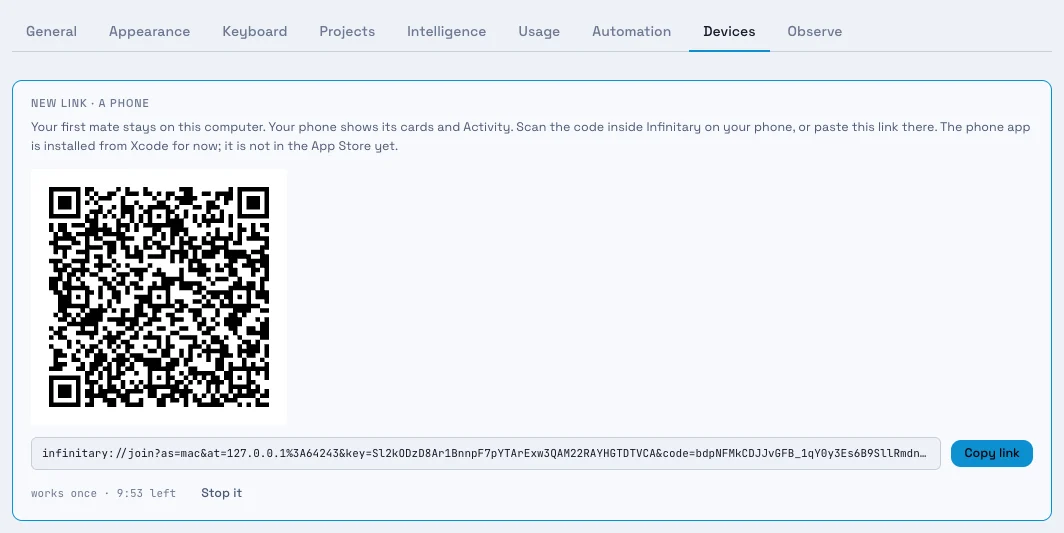 General Appearance Keyboard Projects Intelligence Usage Automation Devices Observe
NEW LINK · A PHONE
Your first mate stays on this computer. Your phone shows its cards and Activity. Scan the code inside Infinitary on your phone, or paste this link there. The phone app
is installed from Xcode for now; it is not in the App Store yet.
infinitary://join?as=mac&at=127.0.0.1%3A64243&key=Sl2kODzD8Ar1BnnpF7pYTArExw3QAM22RAYHGTDTVCA&code=bdpNFMkCDJJvGFB_1qY0y3Es6B9SllRmdn…
Copy link
works once · 9:53 left Stop it